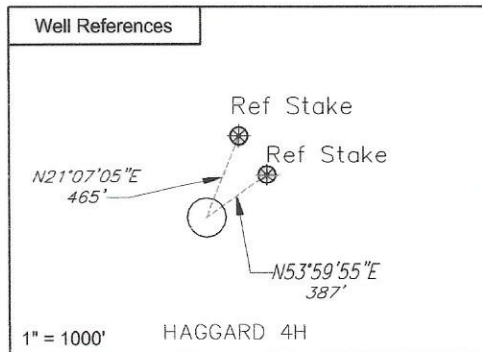 Well References
Ref Stake
Ref Stake
N21°07'05"E
465'
N53°59'55"E
387'
1" = 1000'
HAGGARD 4H